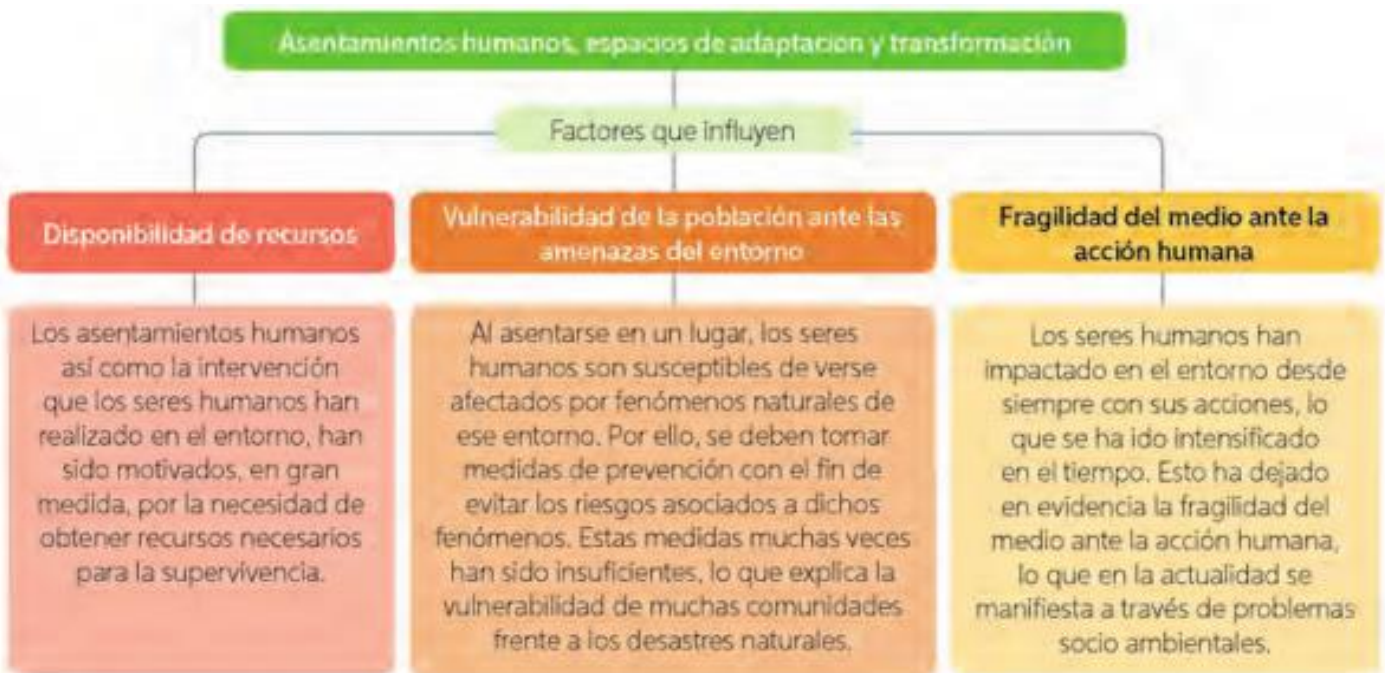 Asentamientos humanos, espacios de adaptacion y transformación
Factores que influyen
Disponibilidad de recursos
Los asentamientos humanos
así como la intervención
que los seres humanos han
realizado en el entorno, han
sido motivados, en gran
medida, por la necesidad de
obtener recursos necesarios
para la supervivencia.
Vulnerabilidad de la población ante las
amenazas del entorno
Al asentarse en un lugar, los seres
humanos son susceptibles de verse
afectados por fenómenos naturales de
ese entorno. Por ello, se deben tomar
medidas de prevención con el fin de
evitar los riesgos asociados a dichos
fenómenos. Estas medidas muchas veces
han sido insuficientes, lo que explica la
vulnerabilidad de muchas comunidades
frente a los desastres naturales.
Fragilidad del medio ante la
acción humana
Los seres humanos han
impactado en el entorno desde
siempre con sus acciones, lo
que se ha ido intensificado
en el tiempo. Esto ha dejado
en evidencia la fragilidad del
medio ante la acción humana,
lo que en la actualidad se
manifiesta a través de problemas
socio ambientales.